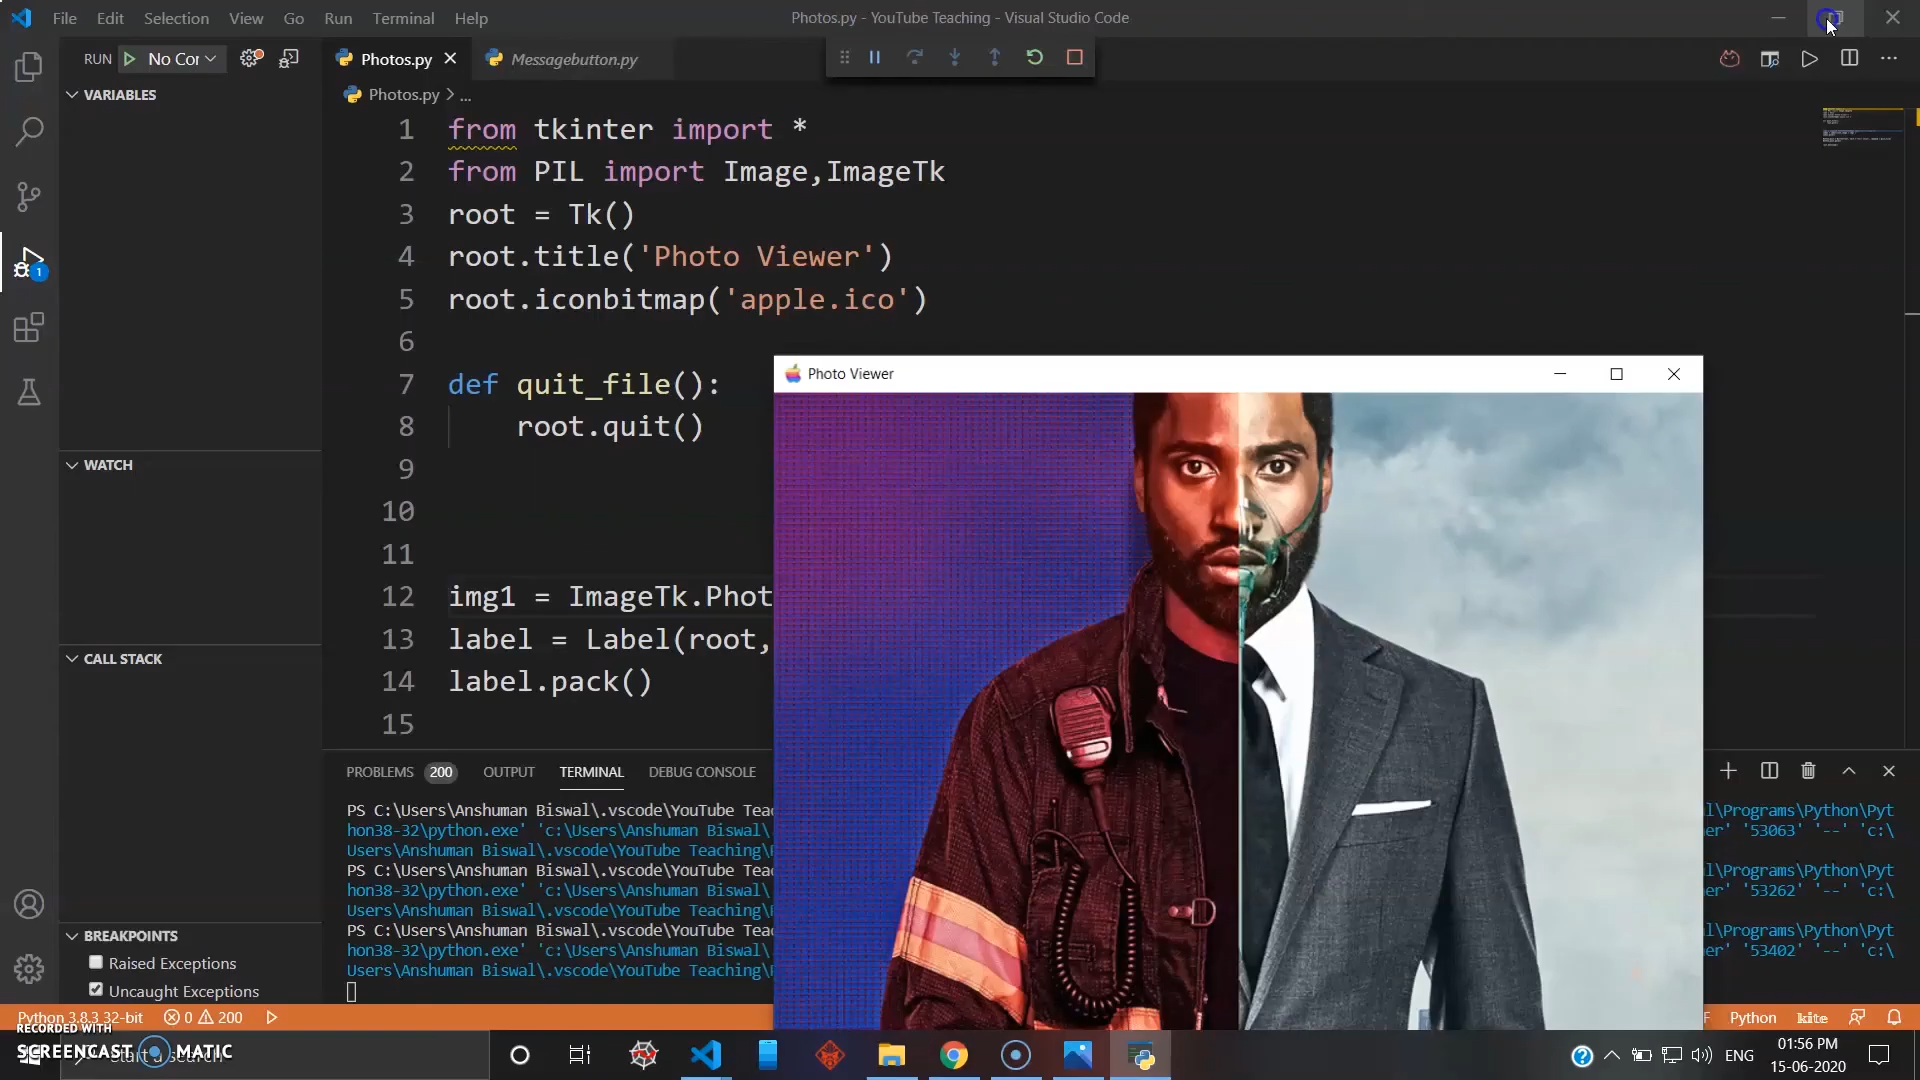 File Edit Selection View Go Run Terminal Help
Photos.py - YouTube Teaching - Visual Studio Code
RUN No Cor
VARIABLES
WATCH
CALL STACK
BREAKPOINTS
Raised Exceptions
Uncaught Exceptions
Photos.py Messagebutton.py
Photos.py > ...
1 from tkinter import *
2 from PIL import Image,ImageTk
3 root = Tk()
4 root.title('Photo Viewer')
5 root.iconbitmap('apple.ico')
6
7 def quit_file():
8 root.quit()
9
10
11
12 img1 = ImageTk.Phot
13 label = Label(root,
14 label.pack()
15
Photo Viewer
PROBLEMS 200 OUTPUT TERMINAL DEBUG CONSOLE
PS C:\Users\Anshuman Biswal\.vscode\YouTube Tea l\Programs\Python\Pyt
hon38-32\python.exe' 'c:\Users\Anshuman Biswal\ er' '53063' '--' 'c:\
Users\Anshuman Biswal\.vscode\YouTube Teaching\
PS C:\Users\Anshuman Biswal\.vscode\YouTube Tea l\Programs\Python\Pyt
hon38-32\python.exe' 'c:\Users\Anshuman Biswal\ er' '53262' '--' 'c:\
Users\Anshuman Biswal\.vscode\YouTube Teaching\
PS C:\Users\Anshuman Biswal\.vscode\YouTube Tea l\Programs\Python\Pyt
hon38-32\python.exe' 'c:\Users\Anshuman Biswal\ er' '53402' '--' 'c:\
Users\Anshuman Biswal\.vscode\YouTube Teaching\
Python 3.8.3 32-bit 0 200 Python kite
RECORDED WITH
SCREENCAST MATIC
ENG
01:56 PM
15-06-2020
1